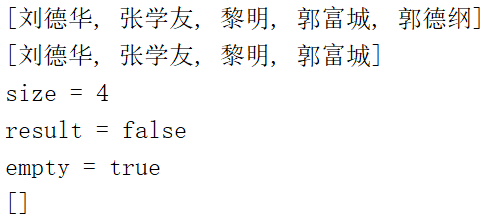 [刘德华, 张学友, 黎明, 郭富城, 郭德纲]
[刘德华, 张学友, 黎明, 郭富城]
size = 4
result = false
empty = true
[]